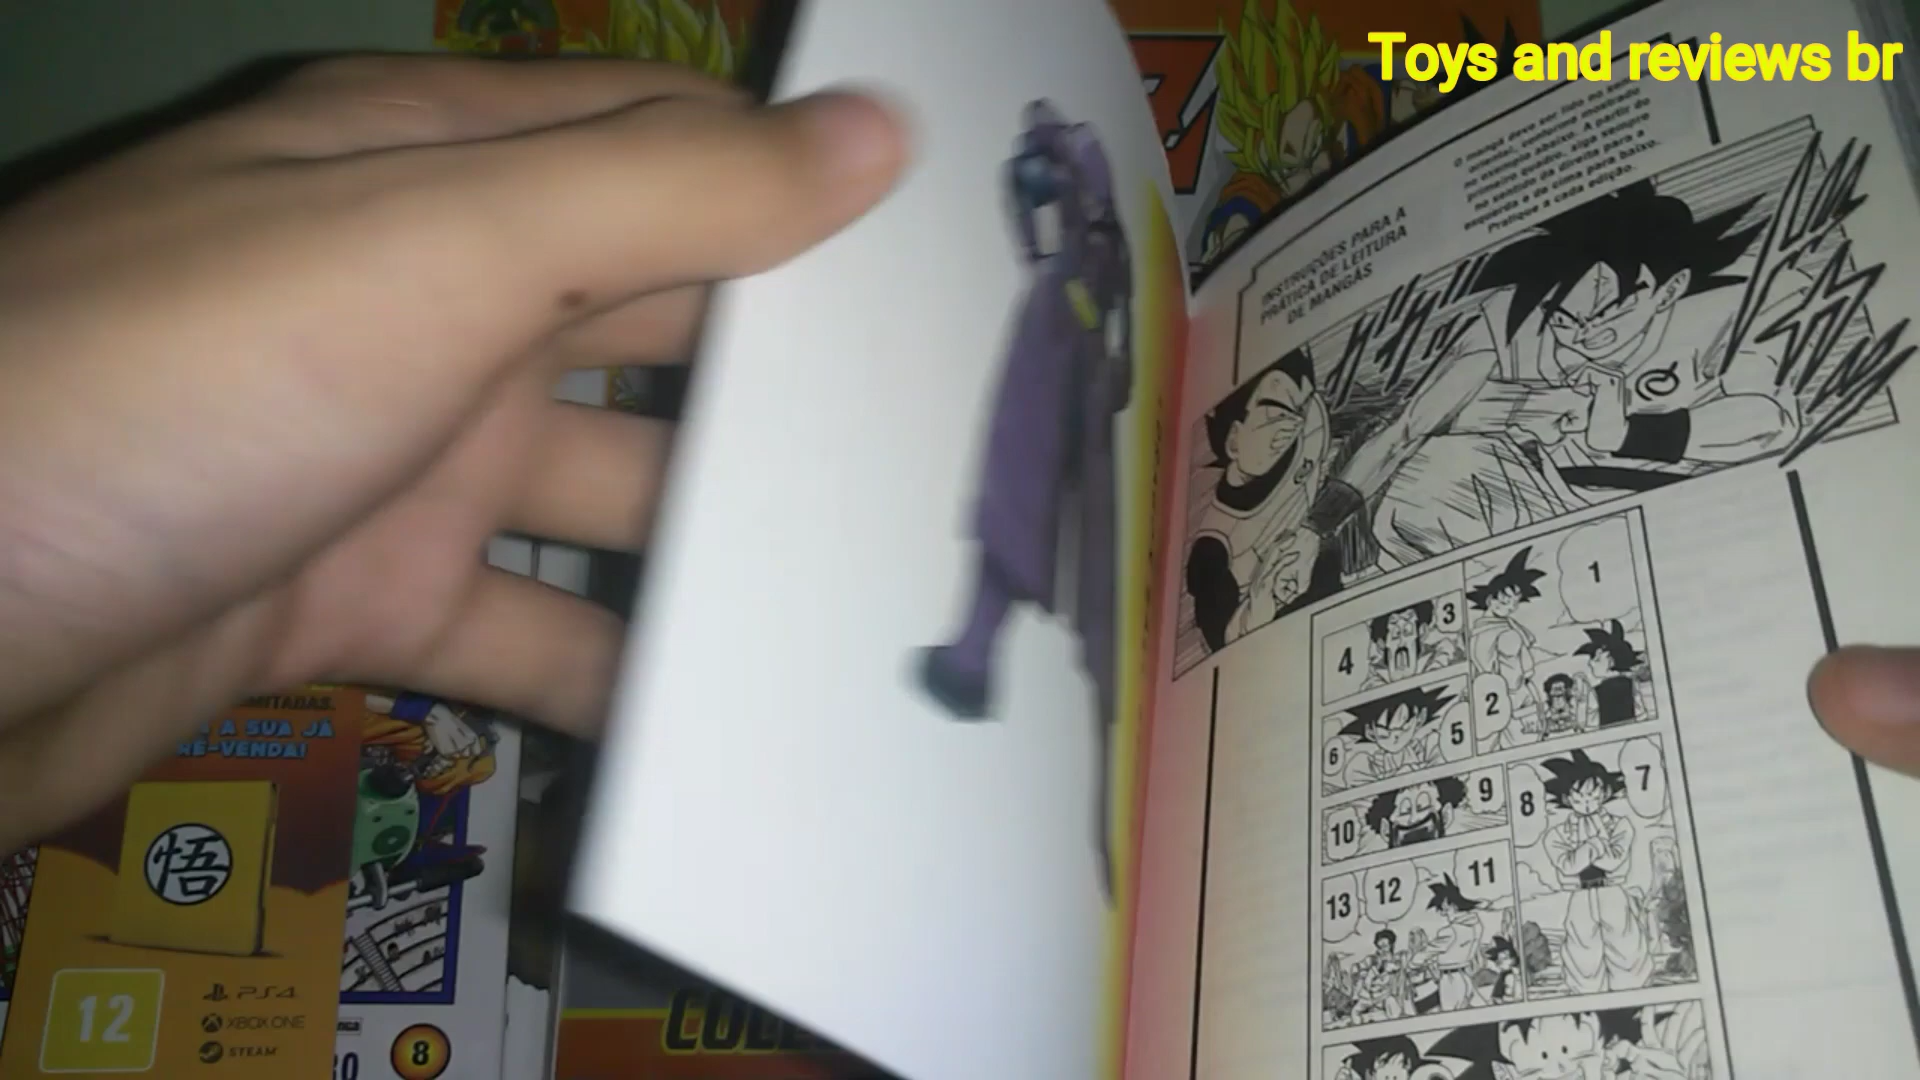 Toys and reviews br
O mangá deve ser lido no sentido
oriental, conforme mostrado
no exemplo abaixo. A partir do
primeiro quadro, siga sempre
no sentido da direita para a
esquerda e de cima para baixo.
Pratique a cada edição.
INSTRUÇÕES PARA A
PRÁTICA DE LEITURA
DE MANGÁS
1
2
3
4
5
6
7
8
9
10
11
12
13
A SUA JÁ
悟
12
PS4
XBOX ONE
STEAM
8